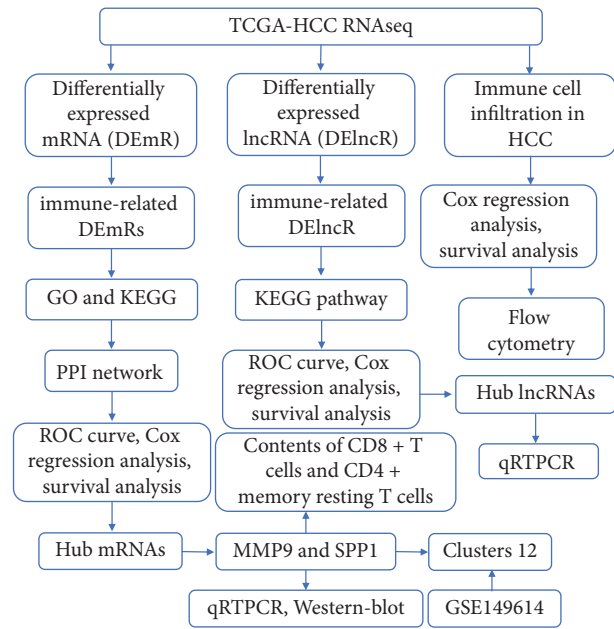 TCGA-HCC RNAseq
Differentially
expressed
mRNA (DEmR)
immune-related
DEmRs
GO and KEGG
PPI network
ROC curve, Cox
regression analysis,
survival analysis
Hub mRNAs
Differentially
expressed
lncRNA (DElncR)
immune-related
DElncR
KEGG pathway
ROC curve, Cox
regression analysis,
survival analysis
Contents of CD8 + T
cells and CD4 +
memory resting T cells
MMP9 and SPP1
qRTPCR, Western-blot
Immune cell
infiltration in
HCC
Cox regression
analysis,
survival analysis
Flow
cytometry
Hub lncRNAs
qRTPCR
Clusters 12
GSE149614